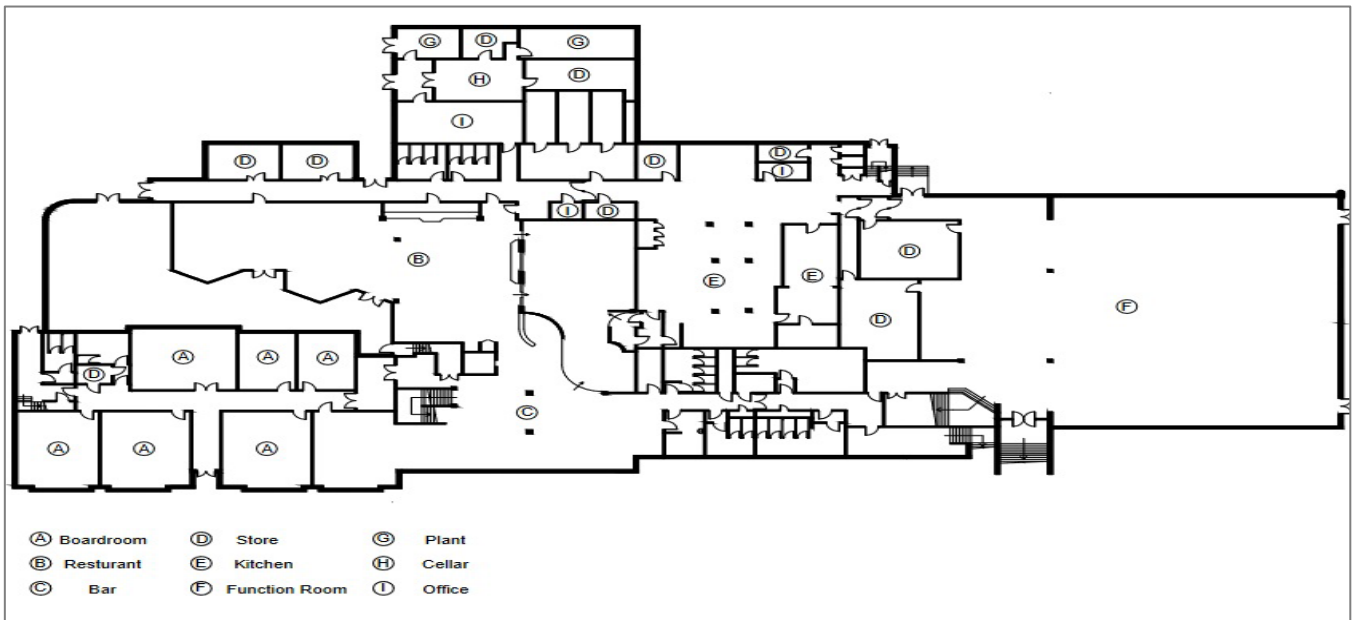 G D G
H D
I
D D D D
I
I D
B D
E E
F
D
A A A
D
C
A A A
A Boardroom D Store G Plant
B Resturant E Kitchen H Cellar
C Bar F Function Room I Office